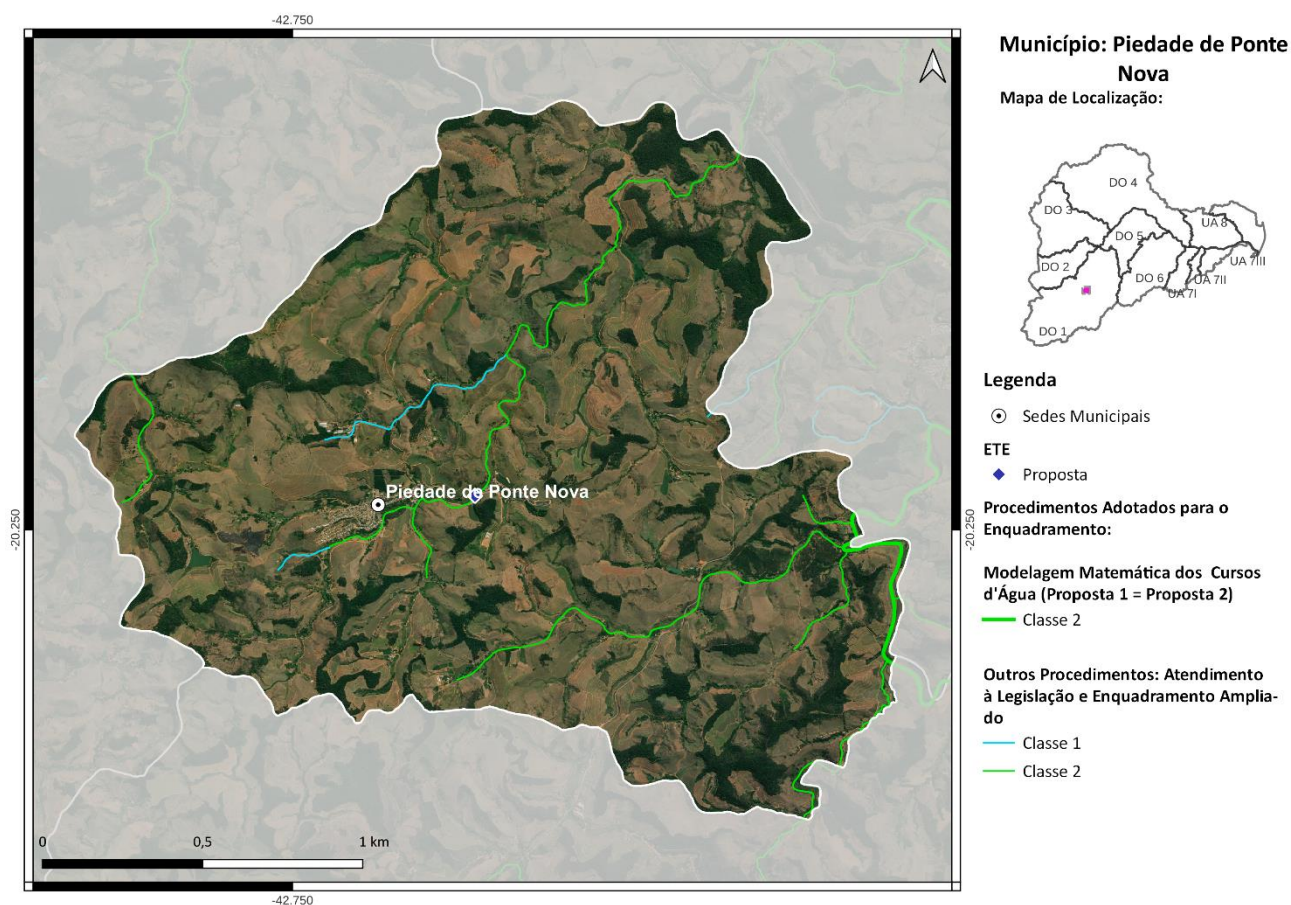 -42.750
Município: Piedade de Ponte
Nova
Mapa de Localização:
DO 4
DO 3
UA 8
DO 5
UA 7III
DO 2
DO 6
UA 7II
UA 7I
DO 1
Legenda
Sedes Municipais
ETE
Proposta
Procedimentos Adotados para o
Enquadramento:
Modelagem Matemática dos Cursos
d'Água (Proposta 1 = Proposta 2)
Classe 2
Outros Procedimentos: Atendimento
à Legislação e Enquadramento Amplia-
do
Classe 1
Classe 2
Piedade de Ponte Nova
-20.250
-20.250
0 0,5 1 km
-42.750